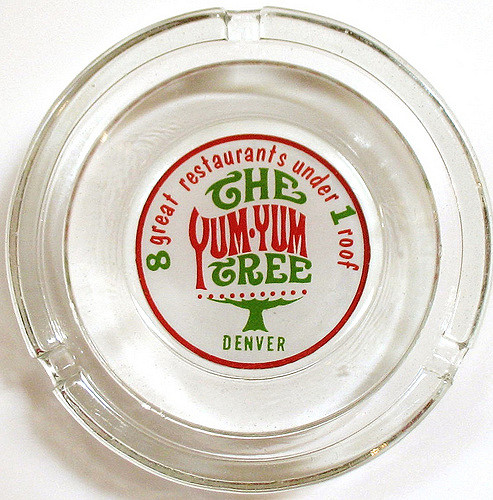 8 great restaurants under 1 roof
THE
YUM·YUM
TREE
DENVER